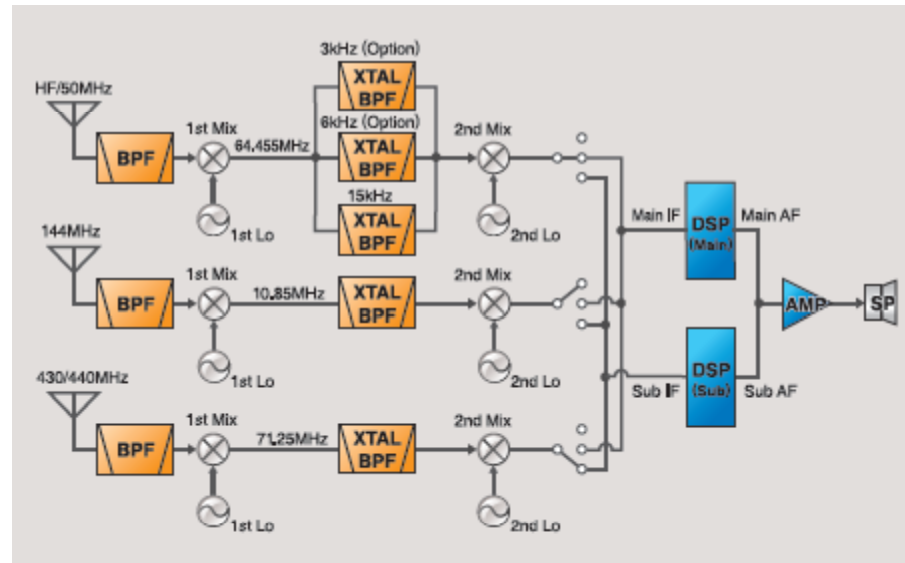 3kHz (Option)
XTAL
BPF
HF/50MHz
BPF
1st Mix
64.455MHz
6kHz (Option)
XTAL
BPF
2nd Mix
15kHz
XTAL
BPF
1st Lo
2nd Lo
Main IF
DSP
(Main)
Main AF
144MHz
BPF
1st Mix
10.85MHz
XTAL
BPF
2nd Mix
1st Lo
2nd Lo
AMP
SP
Sub IF
DSP
(Sub)
Sub AF
430/440MHz
BPF
1st Mix
71.25MHz
XTAL
BPF
2nd Mix
1st Lo
2nd Lo